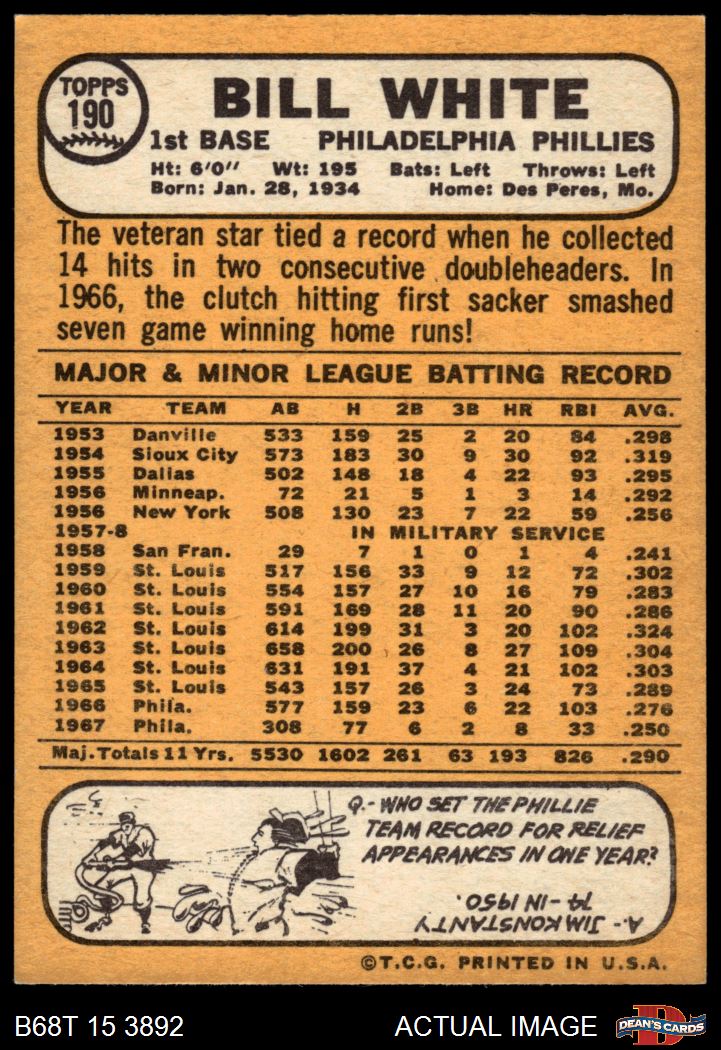 TOPPS
190
BILL WHITE
1st BASE PHILADELPHIA PHILLIES
Ht: 6'0" Wt: 195 Bats: Left Throws: Left
Born: Jan. 28, 1934 Home: Des Peres, Mo.
The veteran star tied a record when he collected
14 hits in two consecutive doubleheaders. In
1966, the clutch hitting first sacker smashed
seven game winning home runs!
MAJOR & MINOR LEAGUE BATTING RECORD
YEAR TEAM AB H 2B 3B HR RBI AVG.
1953 Danville 533 159 25 2 20 84 .298
1954 Sioux City 573 183 30 9 30 92 .319
1955 Dallas 502 148 18 4 22 93 .295
1956 Minneap. 72 21 5 1 3 14 .292
1956 New York 508 130 23 7 22 59 .256
1957-8 IN MILITARY SERVICE
1958 San Fran. 29 7 1 0 1 4 .241
1959 St. Louis 517 156 33 9 12 72 .302
1960 St. Louis 554 157 27 10 16 79 .283
1961 St. Louis 591 169 28 11 20 90 .286
1962 St. Louis 614 199 31 3 20 102 .324
1963 St. Louis 658 200 26 8 27 109 .304
1964 St. Louis 631 191 37 4 21 102 .303
1965 St. Louis 543 157 26 3 24 73 .289
1966 Phila. 577 159 23 6 22 103 .276
1967 Phila. 308 77 6 2 8 33 .250
Maj. Totals 11 Yrs. 5530 1602 261 63 193 826 .290
Q.- WHO SET THE PHILLIE
TEAM RECORD FOR RELIEF
APPEARANCES IN ONE YEAR?
A.- JIM KONSTANTY
74 - IN 1950.
©T.C.G. PRINTED IN U.S.A.
B68T 15 3892 ACTUAL IMAGE DEAN'S CARDS